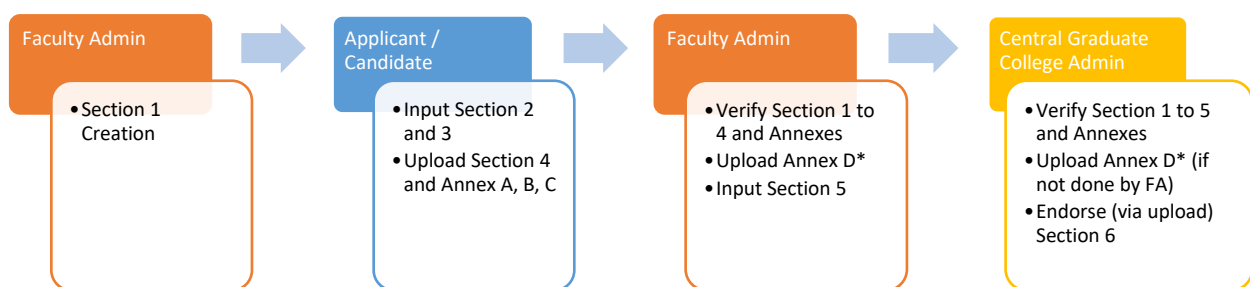 Faculty Admin
•Section 1
Creation
Applicant /
Candidate
•Input Section 2
and 3
•Upload Section 4
and Annex A, B, C
Faculty Admin
•Verify Section 1 to
4 and Annexes
•Upload Annex D*
•Input Section 5
Central Graduate
College Admin
•Verify Section 1 to 5
and Annexes
•Upload Annex D* (if
not done by FA)
•Endorse (via upload)
Section 6